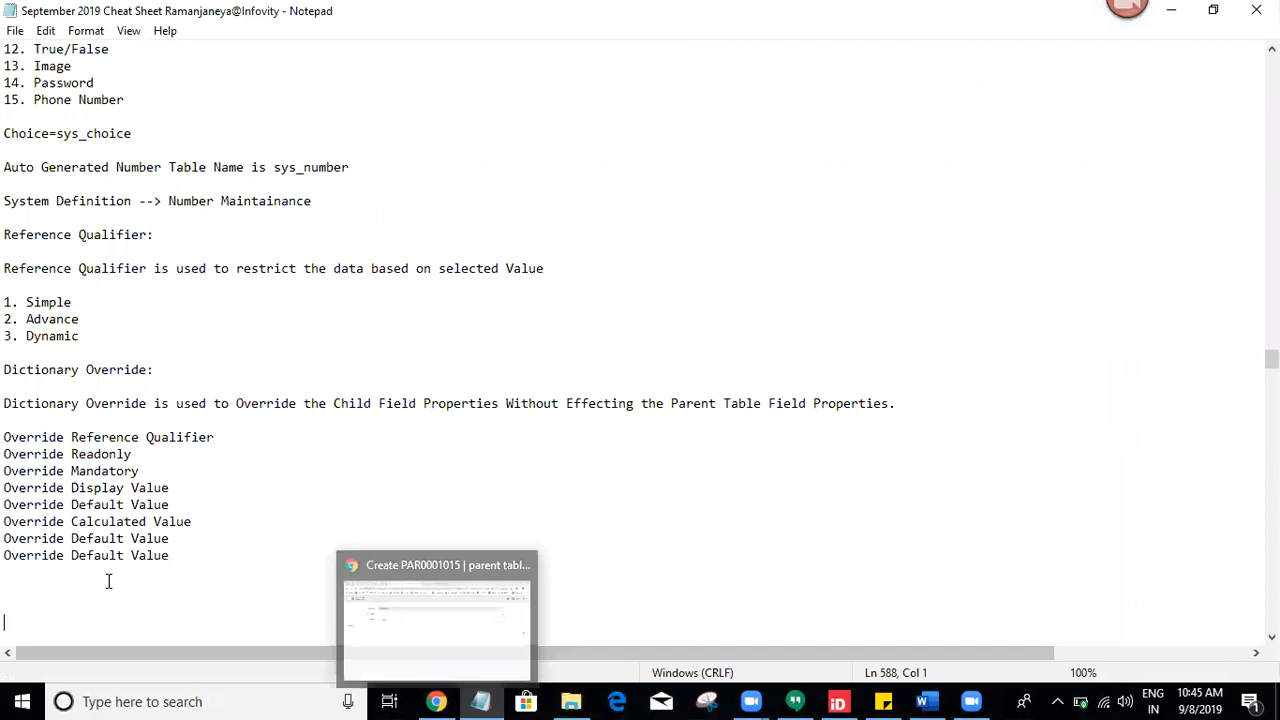 September 2019 Cheat Sheet Ramanjaneya@Infovity - Notepad
File Edit Format View Help
12. True/False
13. Image
14. Password
15. Phone Number
Choice=sys_choice
Auto Generated Number Table Name is sys_number
System Definition --> Number Maintainance
Reference Qualifier:
Reference Qualifier is used to restrict the data based on selected Value
1. Simple
2. Advance
3. Dynamic
Dictionary Override:
Dictionary Override is used to Override the Child Field Properties Without Effecting the Parent Table Field Properties.
Override Reference Qualifier
Override Readonly
Override Mandatory
Override Display Value
Override Default Value
Override Calculated Value
Override Default Value
Override Default Value
Create PAR0001015 | parent tabl...
Windows (CRLF) Ln 588, Col 1 100%
Type here to search
ENG
IN
10:45 AM
9/8/2019